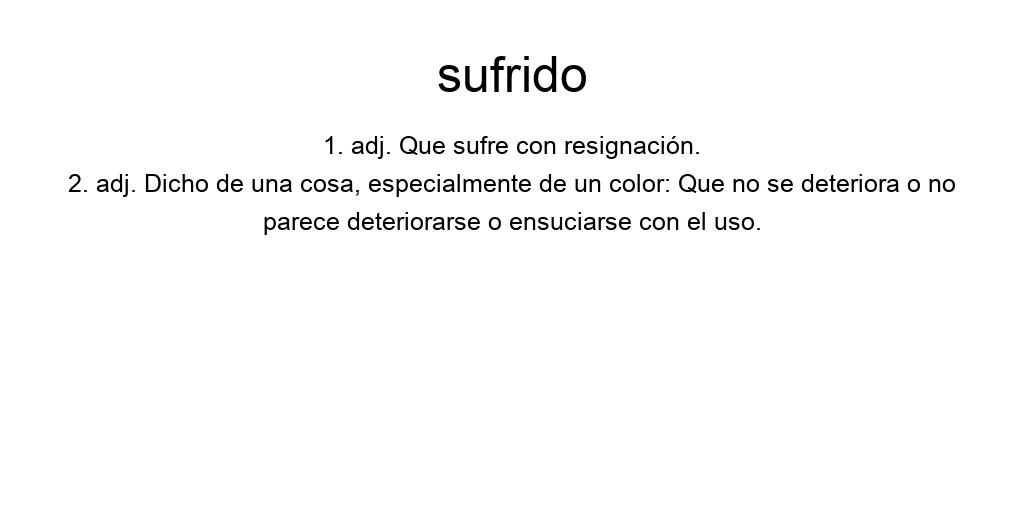 sufrido
1. adj. Que sufre con resignación.
2. adj. Dicho de una cosa, especialmente de un color: Que no se deteriora o no
parece deteriorarse o ensuciarse con el uso.